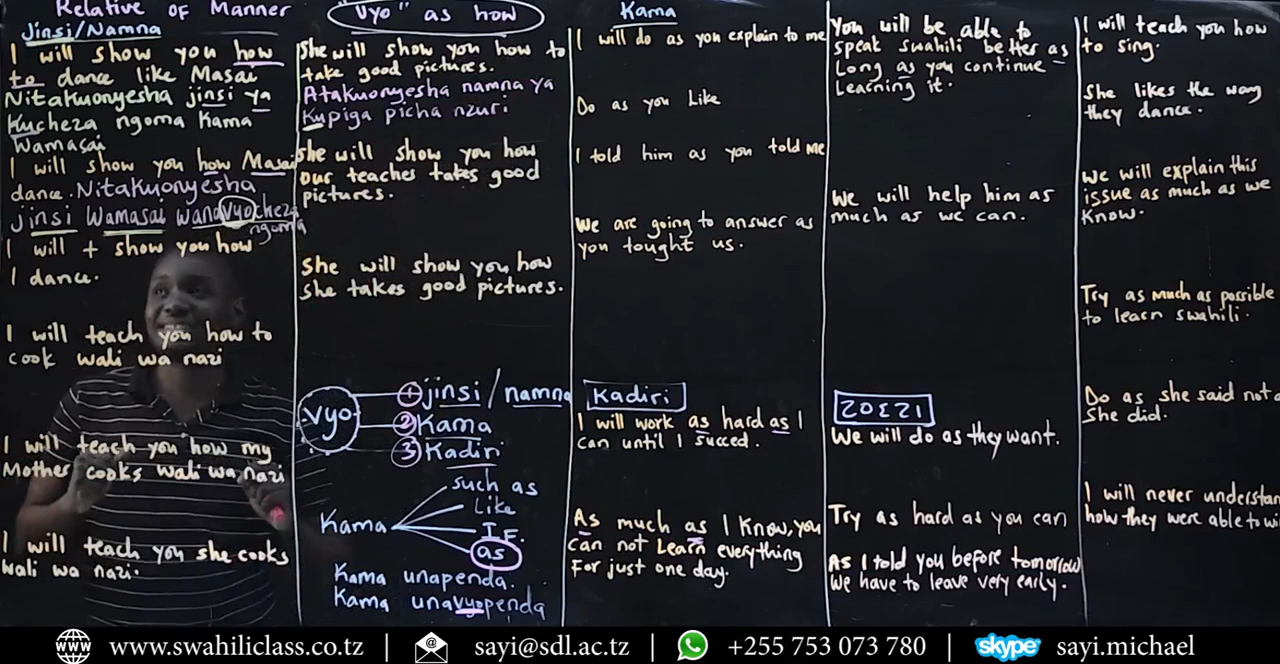 Relative of Manner
Jinsi/Namna
I will show you how
to dance like Masai
Nitakuonyesha jinsi ya
Kucheza ngoma Kama
Wamasai
I will show you how Masai
dance. Nitakuonyesha
Jinsi Wamasai wanavyocheza
ngoma
I will + show you how
I dance.
I will teach you how to
cook wali wa nazi
I will teach you how my
Mother cooks wali wa nazi
I will teach you she cooks
wali wa nazi.
"Vyo" as how
She will show you how to
take good pictures.
Atakuonyesha namna ya
Kupiga picha nzuri.
She will show you how
our teaches takes good
pictures.
She will show you how
she takes good pictures.
Vyo
1 jinsi / namna
2 Kama
3 Kadiri
Kama
such as
Like
IF.
as
Kama unapenda.
Kama unavyopenda
Kama
I will do as you explain to me
Do as you Like
I told him as you told me
We are going to answer as
you tought us.
Kadiri
I will work as hard as I
can until I succed.
As much as I Know, you
can not Learn everything
For just one day.
You will be able to
speak swahili better as
Long as you continue
Learning it.
We will help him as
much as we can.
ZOEZI
We will do as they want.
Try as hard as you can
As I told you before tomorrow
we have to leave very early.
I will teach you how
to sing.
She likes the way
they dance.
We will explain this
issue as much as we
Know.
Try as much as possible
to learn swahili.
Do as she said not a
She did.
I will never understan
how they were able to wi
www.swahiliclass.co.tz | sayi@sdl.ac.tz | +255 753 073 780 | skype sayi.michael